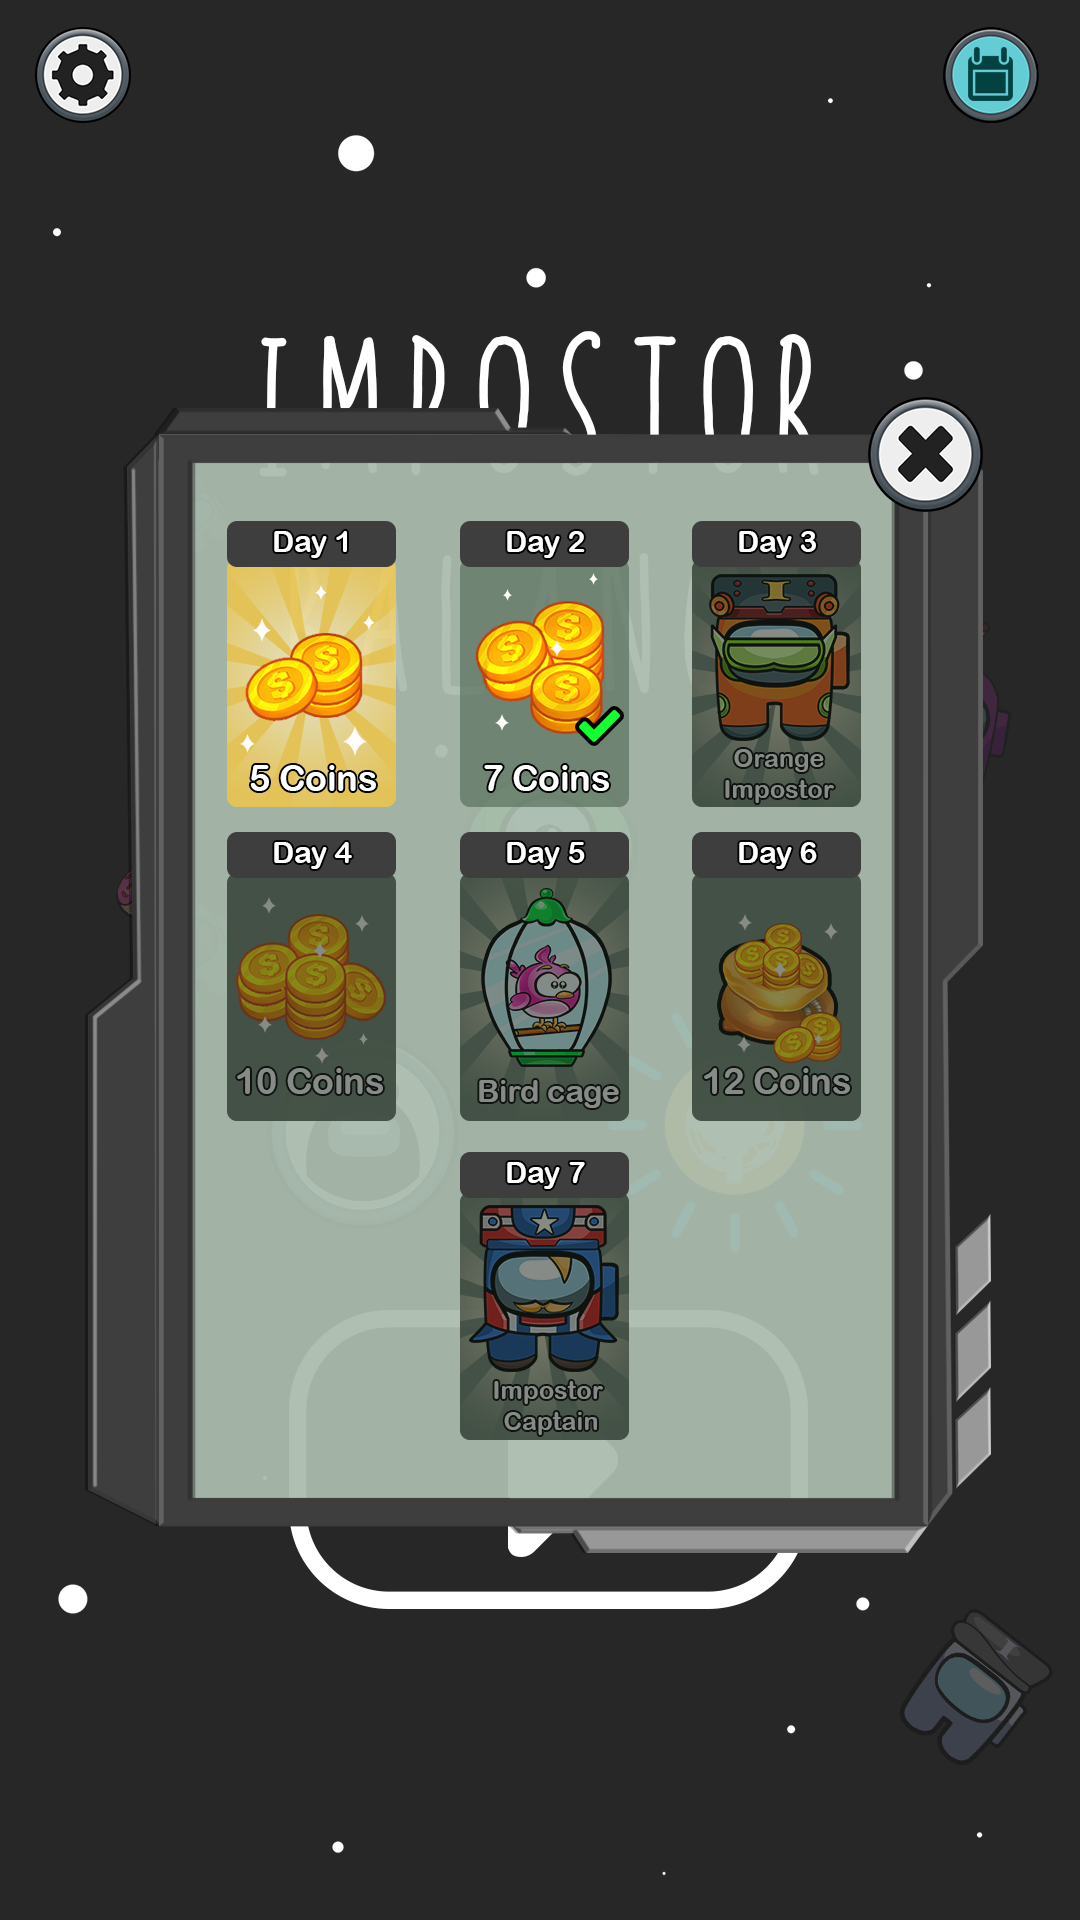 IMPOSTOR
Day 1
Day 2
Day 3
5 Coins
7 Coins
Orange
Impostor
Day 4
Day 5
Day 6
10 Coins
Bird cage
12 Coins
Day 7
Impostor
Captain